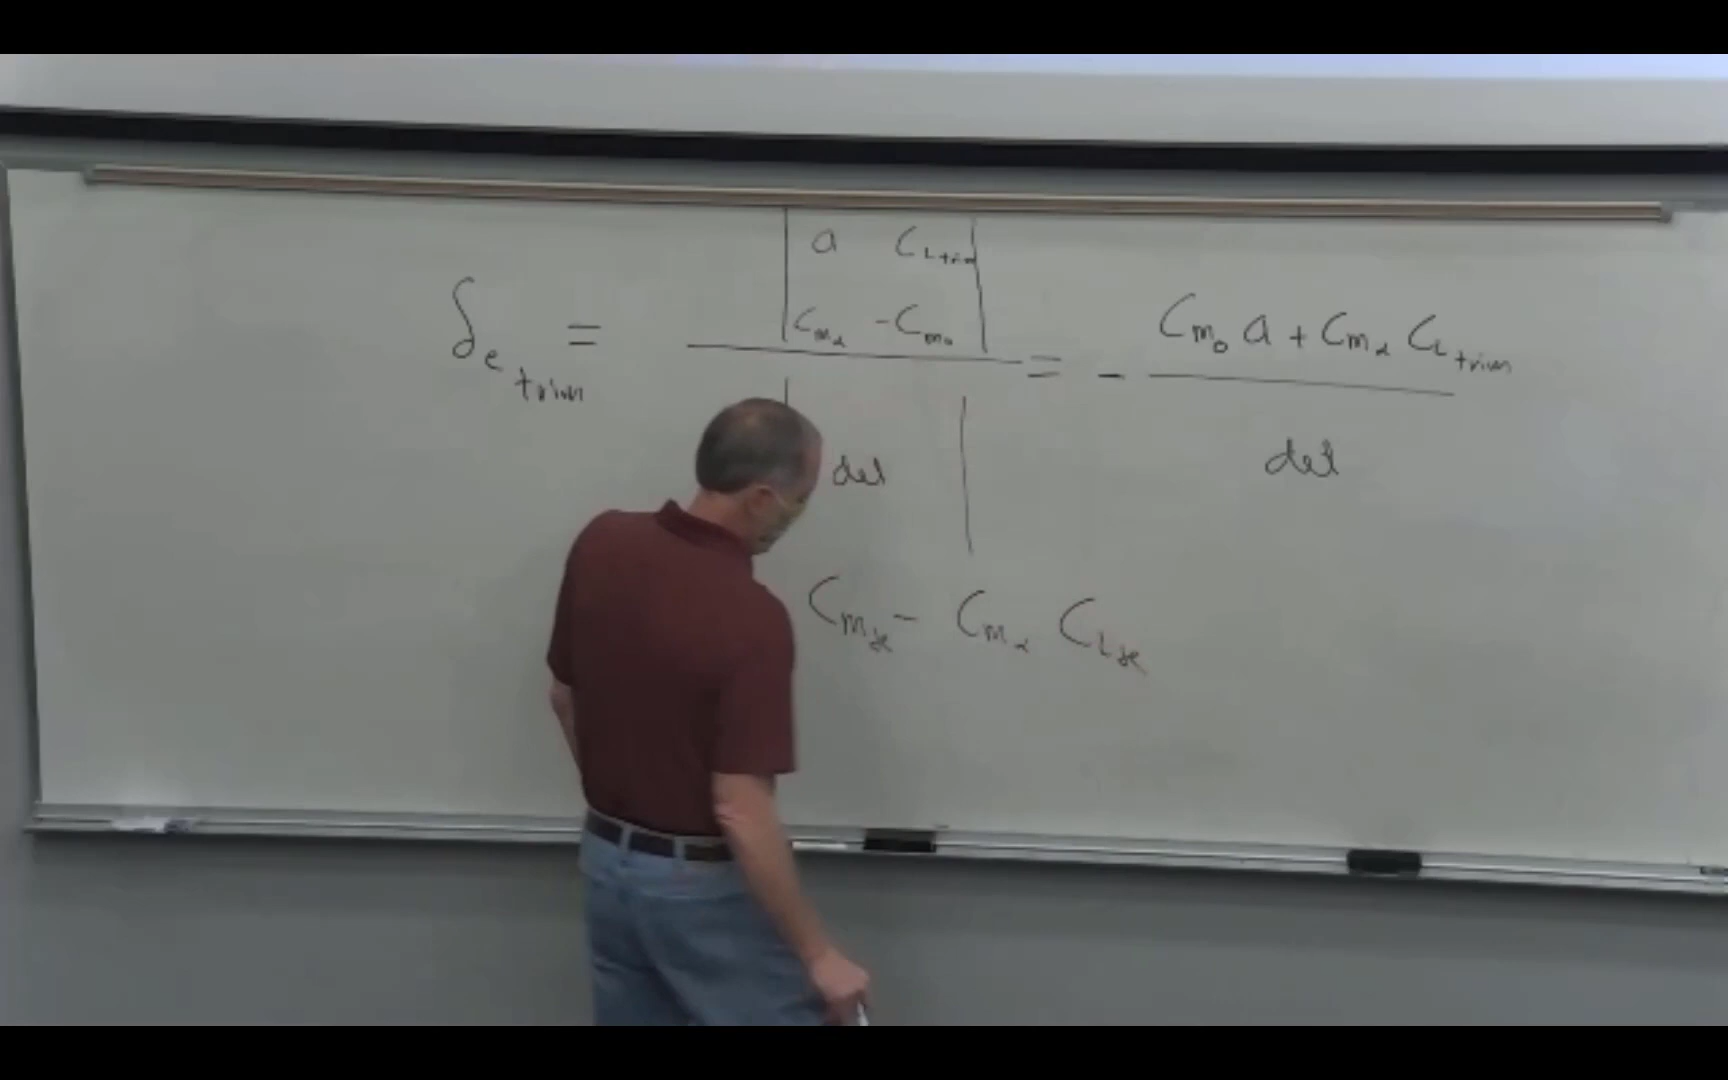 δ_e trim = | a C_L trim | = - C_m0 a + C_mα C_L trim
| C_mα -C_m0 |
| det | det
C_mδe - C_mα C_Lδe